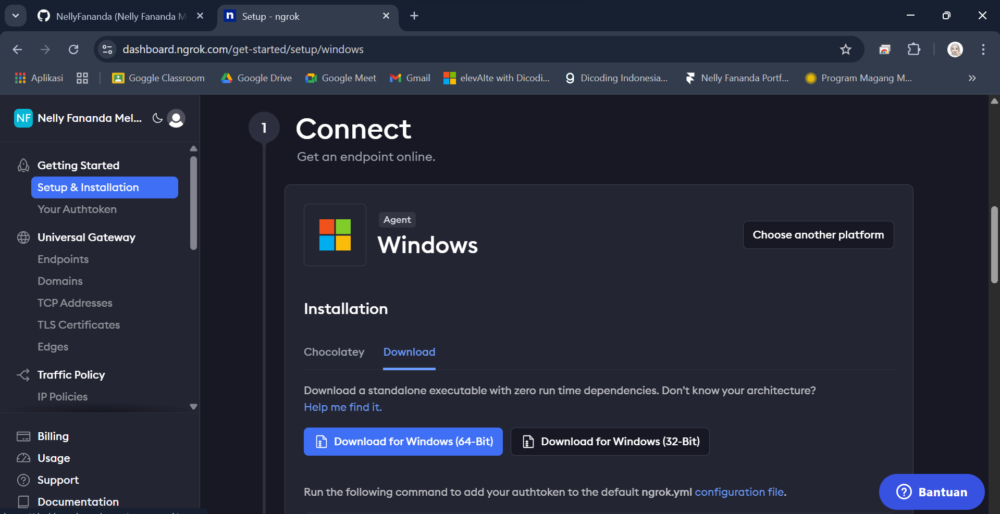 NellyFananda (Nelly Fananda M
Setup - ngrok
dashboard.ngrok.com/get-started/setup/windows
Aplikasi
Goggle Classroom
Google Drive
Google Meet
Gmail
elevAIte with Dicodi...
Dicoding Indonesia...
Nelly Fananda Portf...
Program Magang M...
NF
Nelly Fananda Mel...
Getting Started
Setup & Installation
Your Authtoken
Universal Gateway
Endpoints
Domains
TCP Addresses
TLS Certificates
Edges
Traffic Policy
IP Policies
Billing
Usage
Support
Documentation
1
Connect
Get an endpoint online.
Agent
Windows
Choose another platform
Installation
Chocolatey
Download
Download a standalone executable with zero run time dependencies. Don't know your architecture?
Help me find it.
Download for Windows (64-Bit)
Download for Windows (32-Bit)
Run the following command to add your authtoken to the default ngrok.yml configuration file.
Bantuan